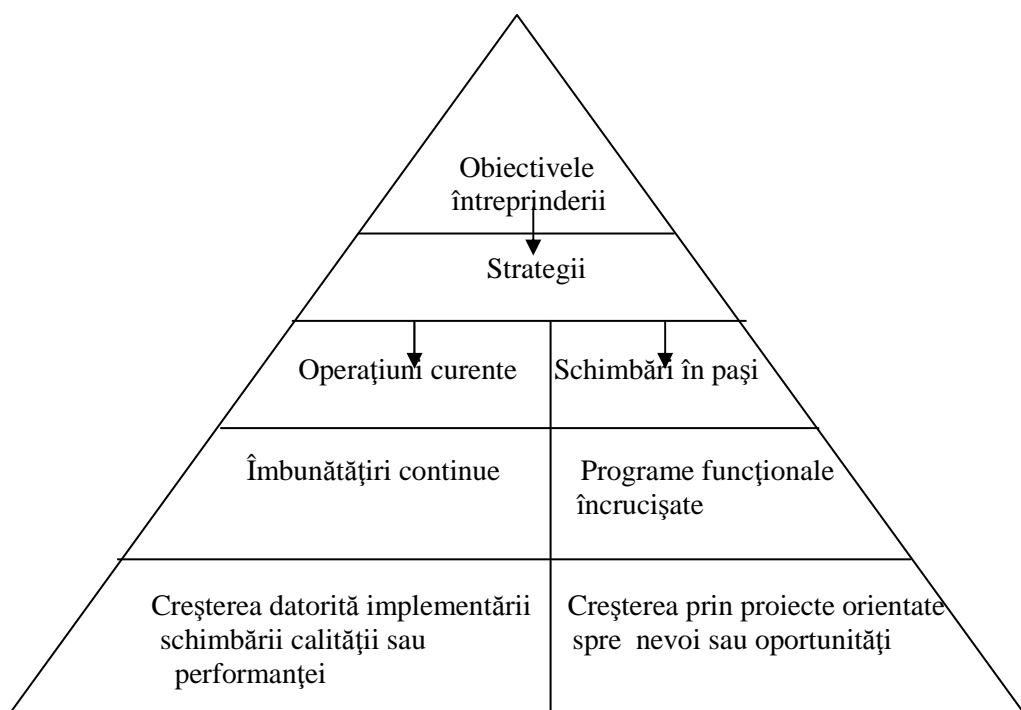 Obiectivele
întreprinderii
Strategii
Operaţiuni curente
Schimbări în paşi
Îmbunătăţiri continue
Programe funcţionale
încrucişate
Creşterea datorită implementării
schimbării calităţii sau
performanţei
Creşterea prin proiecte orientate
spre nevoi sau oportunităţi